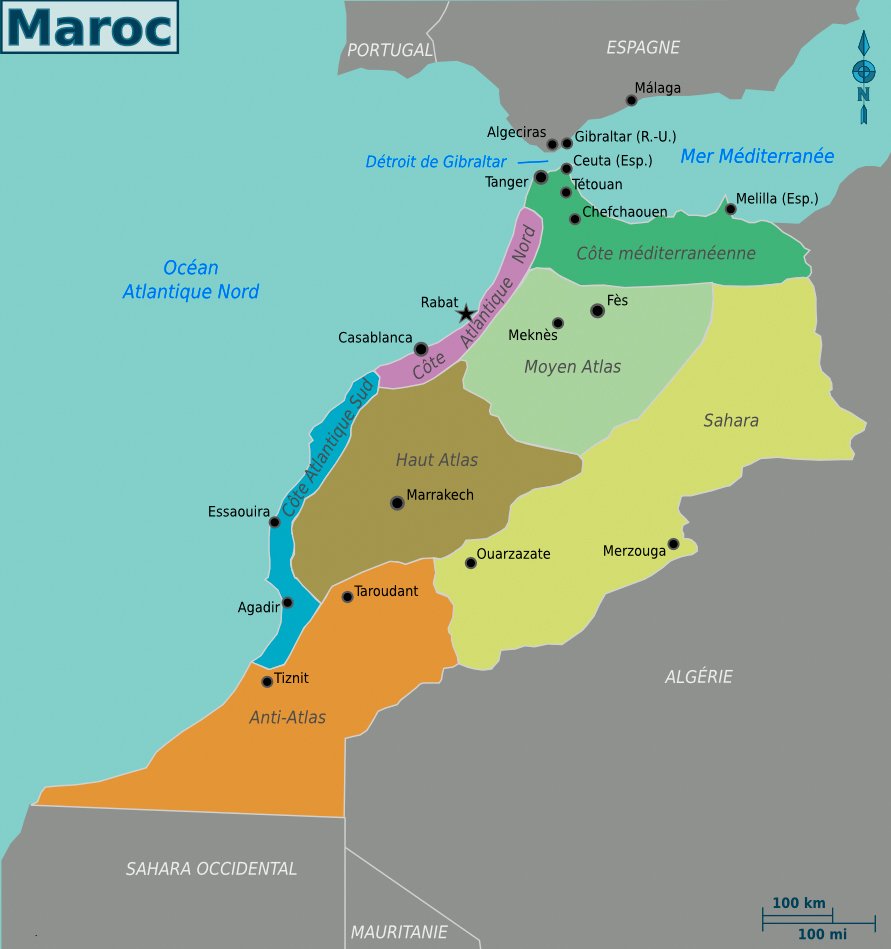 Maroc
PORTUGAL
ESPAGNE
Málaga
N
Algeciras
Gibraltar (R.-U.)
Détroit de Gibraltar
Ceuta (Esp.)
Mer Méditerranée
Tanger
Tétouan
Melilla (Esp.)
Chefchaouen
Côte méditerranéenne
Océan
Atlantique Nord
Rabat
Côte Atlantique Nord
Fès
Casablanca
Meknès
Moyen Atlas
Côte Atlantique Sud
Sahara
Haut Atlas
Marrakech
Essaouira
Ouarzazate
Merzouga
Taroudant
Agadir
Tiznit
ALGÉRIE
Anti-Atlas
SAHARA OCCIDENTAL
100 km
100 mi
MAURITANIE